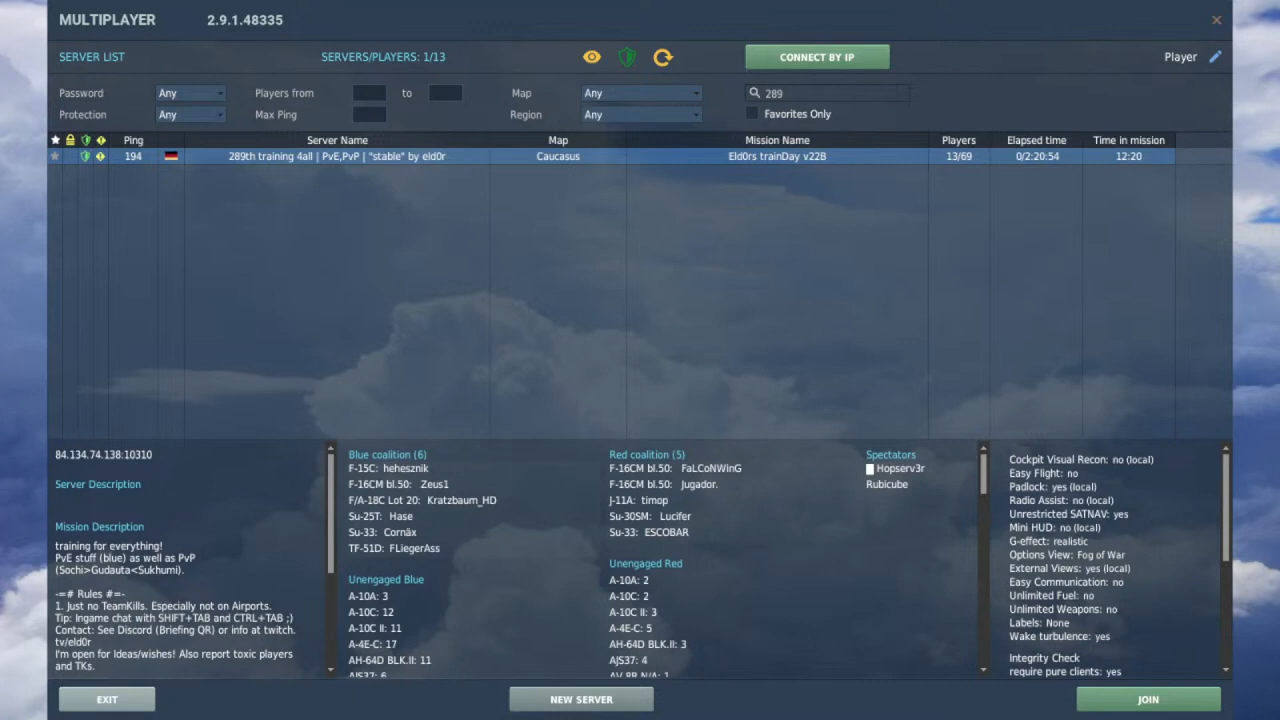 MULTIPLAYER 2.9.1.48335
SERVER LIST SERVERS/PLAYERS: 1/13 CONNECT BY IP Player
Password Any Players from to Map Any 289
Protection Any Max Ping Region Any Favorites Only
Ping Server Name Map Mission Name Players Elapsed time Time in mission
194 289th training 4all | PvE,PvP | "stable" by eld0r Caucasus Eld0rs trainDay v22B 13/69 0/2:20:54 12:20
84.134.74.138:10310
Server Description
Mission Description
training for everything!
PvE stuff (blue) as well as PvP
(Sochi>Gudauta<Sukhumi).
-=# Rules #=-
1. Just no TeamKills. Especially not on Airports.
Tip: Ingame chat with SHIFT+TAB and CTRL+TAB ;)
Contact: See Discord (Briefing QR) or info at twitch.
tv/eld0r
I'm open for Ideas/wishes! Also report toxic players
and TKs.
Blue coalition (6)
F-15C: hehesznik
F-16CM bl.50: Zeus1
F/A-18C Lot 20: Kratzbaum_HD
Su-25T: Hase
Su-33: Cornäx
TF-51D: FLiegerAss
Unengaged Blue
A-10A: 3
A-10C: 12
A-10C II: 11
A-4E-C: 17
AH-64D BLK.II: 11
AJS37: 6
Red coalition (5)
F-16CM bl.50: FaLCoNWinG
F-16CM bl.50: Jugador.
J-11A: timop
Su-30SM: Lucifer
Su-33: ESCOBAR
Unengaged Red
A-10A: 2
A-10C: 2
A-10C II: 3
A-4E-C: 5
AH-64D BLK.II: 3
AJS37: 4
AV-8B N/A: 1
Spectators
Hopserv3r
Rubicube
Cockpit Visual Recon: no (local)
Easy Flight: no
Padlock: yes (local)
Radio Assist: no (local)
Unrestricted SATNAV: yes
Mini HUD: no (local)
G-effect: realistic
Options View: Fog of War
External Views: yes (local)
Easy Communication: no
Unlimited Fuel: no
Unlimited Weapons: no
Labels: None
Wake turbulence: yes
Integrity Check
require pure clients: yes
EXIT NEW SERVER JOIN